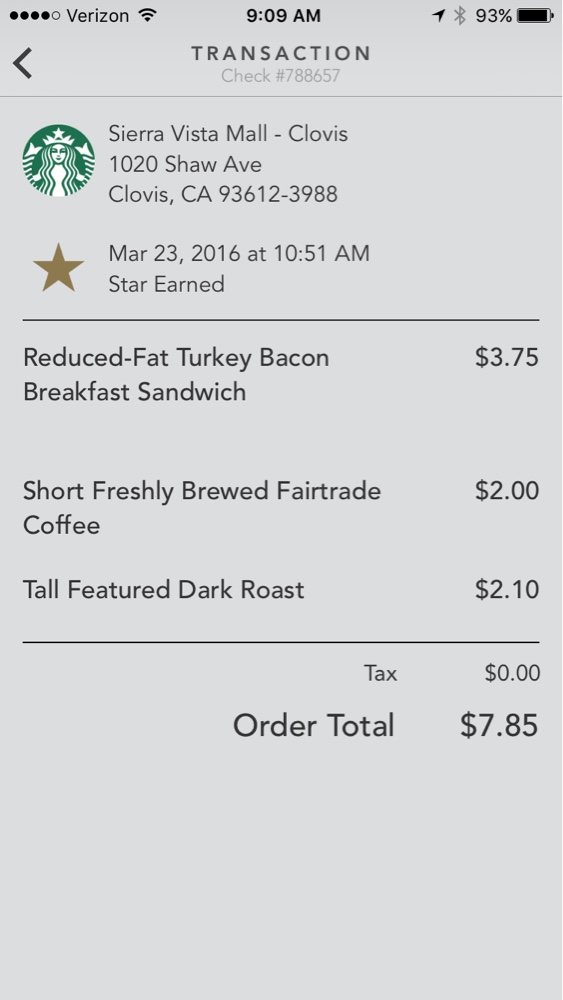 Verizon 9:09 AM 93%
TRANSACTION
Check #788657
Sierra Vista Mall - Clovis
1020 Shaw Ave
Clovis, CA 93612-3988
Mar 23, 2016 at 10:51 AM
Star Earned
Reduced-Fat Turkey Bacon $3.75
Breakfast Sandwich
Short Freshly Brewed Fairtrade $2.00
Coffee
Tall Featured Dark Roast $2.10
Tax $0.00
Order Total $7.85